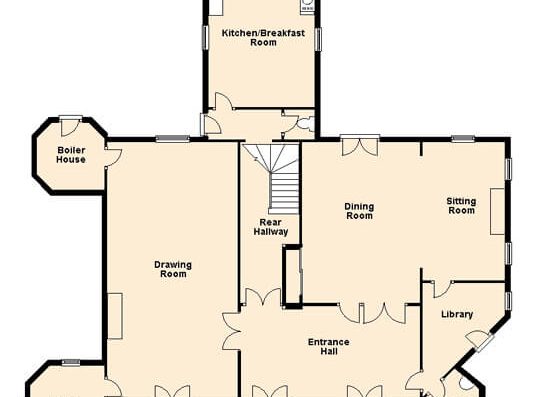 Kitchen/Breakfast
Room
Boiler
House
Dining
Room
Sitting
Room
Rear
Hallway
Drawing
Room
Library
Entrance
Hall